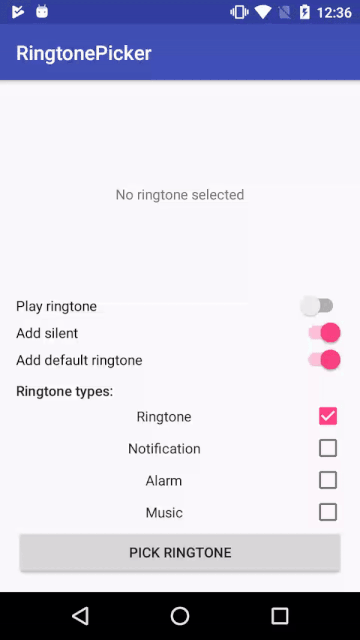 12:36
RingtonePicker
No ringtone selected
Play ringtone
Add silent
Add default ringtone
Ringtone types:
Ringtone
Notification
Alarm
Music
PICK RINGTONE